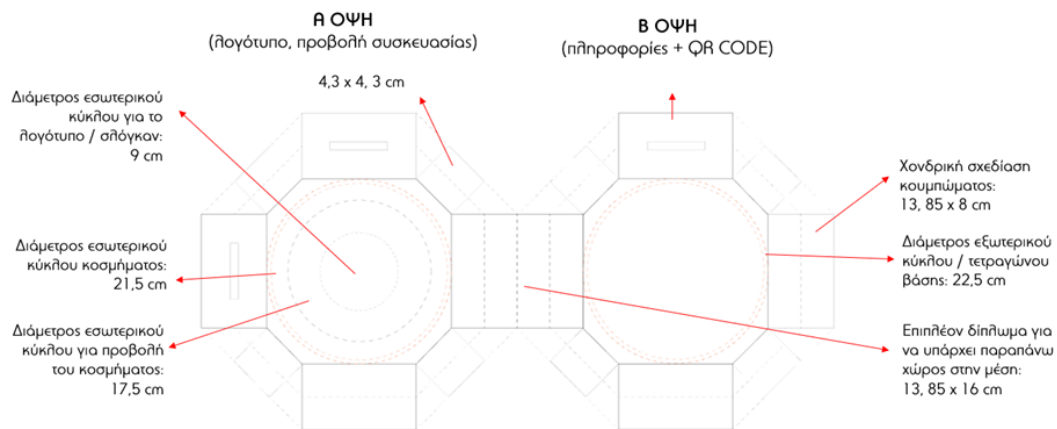 Α ΟΨΗ
(λογότυπο, προβολή συσκευασίας)
4,3 x 4, 3 cm
Β ΟΨΗ
(πληροφορίες + QR CODE)
Διάμετρος εσωτερικού
κύκλου για το
λογότυπο / σλόγκαν:
9 cm
Διάμετρος εσωτερικού
κύκλου κοσμήματος:
21,5 cm
Διάμετρος εσωτερικού
κύκλου για προβολή
του κοσμήματος:
17,5 cm
Χονδρική σχεδίαση
κουμπώματος:
13, 85 x 8 cm
Διάμετρος εξωτερικού
κύκλου / τετραγώνου
βάσης: 22,5 cm
Επιπλέον δίπλωμα για
να υπάρχει παραπάνω
χώρος στην μέση:
13, 85 x 16 cm